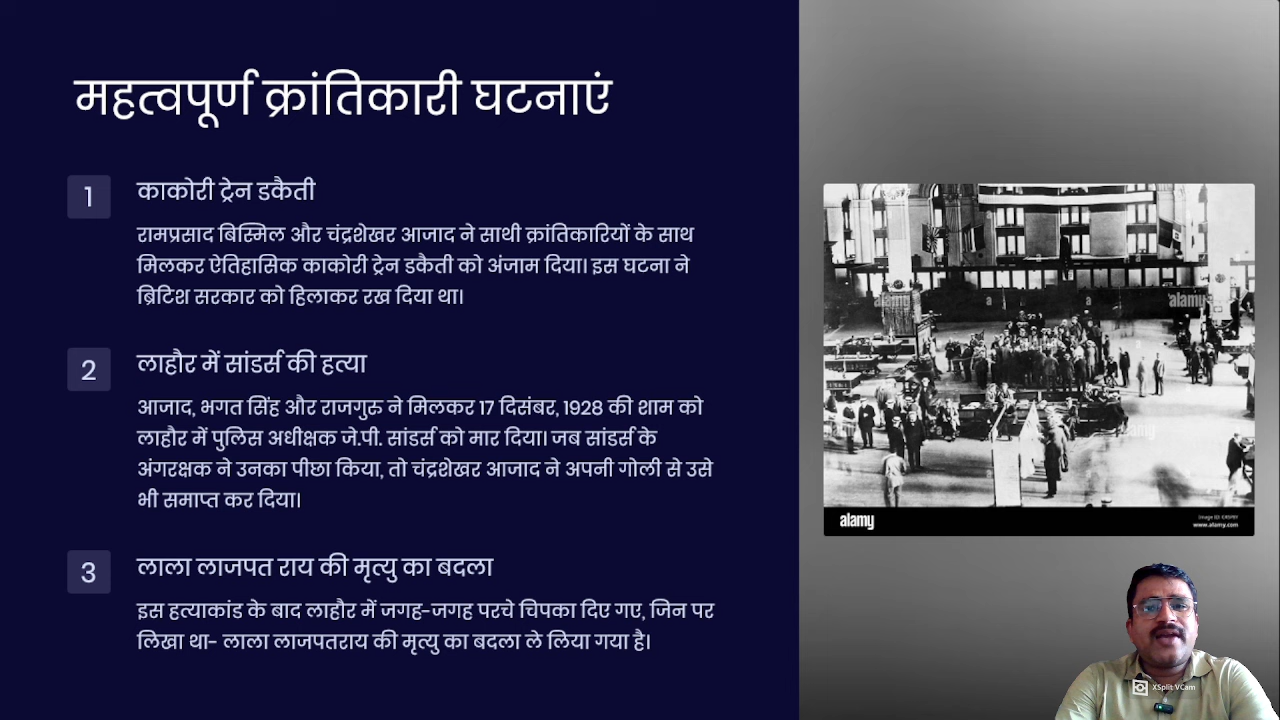 महत्वपूर्ण क्रांतिकारी घटनाएं
1
काकोरी ट्रेन डकैती
रामप्रसाद बिस्मिल और चंद्रशेखर आजाद ने साथी क्रांतिकारियों के साथ
मिलकर ऐतिहासिक काकोरी ट्रेन डकैती को अंजाम दिया। इस घटना ने
ब्रिटिश सरकार को हिलाकर रख दिया था।
2
लाहौर में सांडर्स की हत्या
आजाद, भगत सिंह और राजगुरु ने मिलकर 17 दिसंबर, 1928 की शाम को
लाहौर में पुलिस अधीक्षक जे.पी. सांडर्स को मार दिया। जब सांडर्स के
अंगरक्षक ने उनका पीछा किया, तो चंद्रशेखर आजाद ने अपनी गोली से उसे
भी समाप्त कर दिया।
3
लाला लाजपत राय की मृत्यु का बदला
इस हत्याकांड के बाद लाहौर में जगह-जगह परचे चिपका दिए गए, जिन पर
लिखा था- लाला लाजपतराय की मृत्यु का बदला ले लिया गया है।
alamy
a
alamy
alamy
alamy
www.alamy.com
XSplit VCam